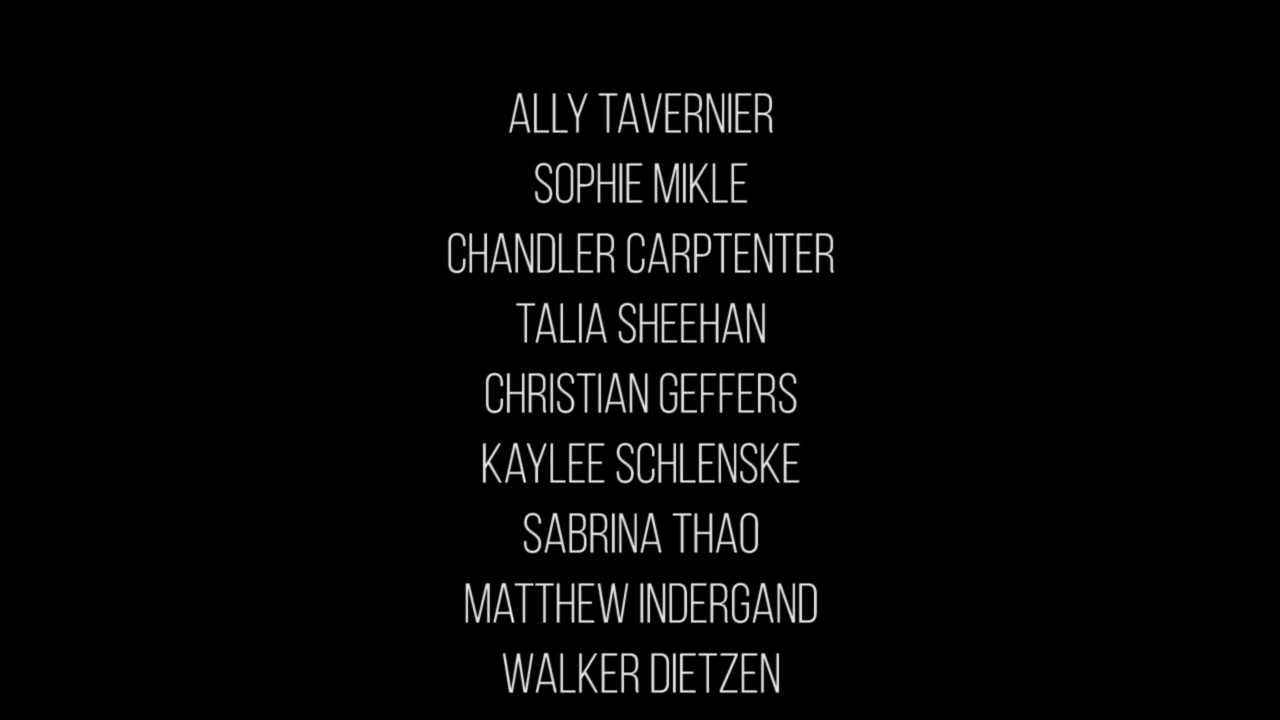 ALLY TAVERNIER
SOPHIE MIKLE
CHANDLER CARPTENTER
TALIA SHEEHAN
CHRISTIAN GEFFERS
KAYLEE SCHLENSKE
SABRINA THAO
MATTHEW INDERGAND
WALKER DIETZEN